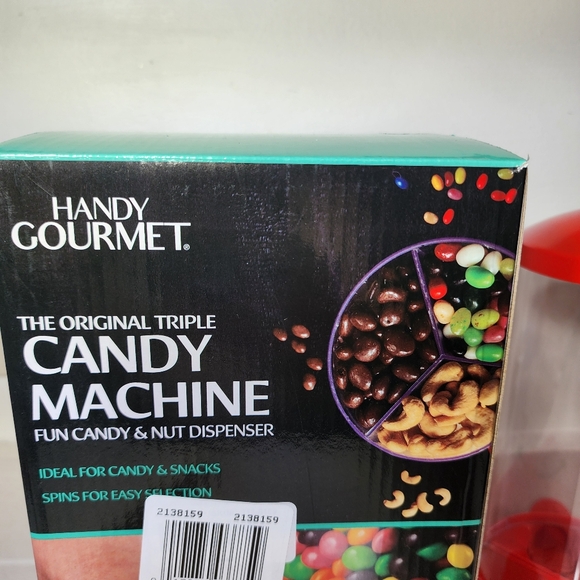 HANDY
GOURMET®
THE ORIGINAL TRIPLE
CANDY
MACHINE
FUN CANDY & NUT DISPENSER
IDEAL FOR CANDY & SNACKS
SPINS FOR EASY SELECTION
2138159 2138159